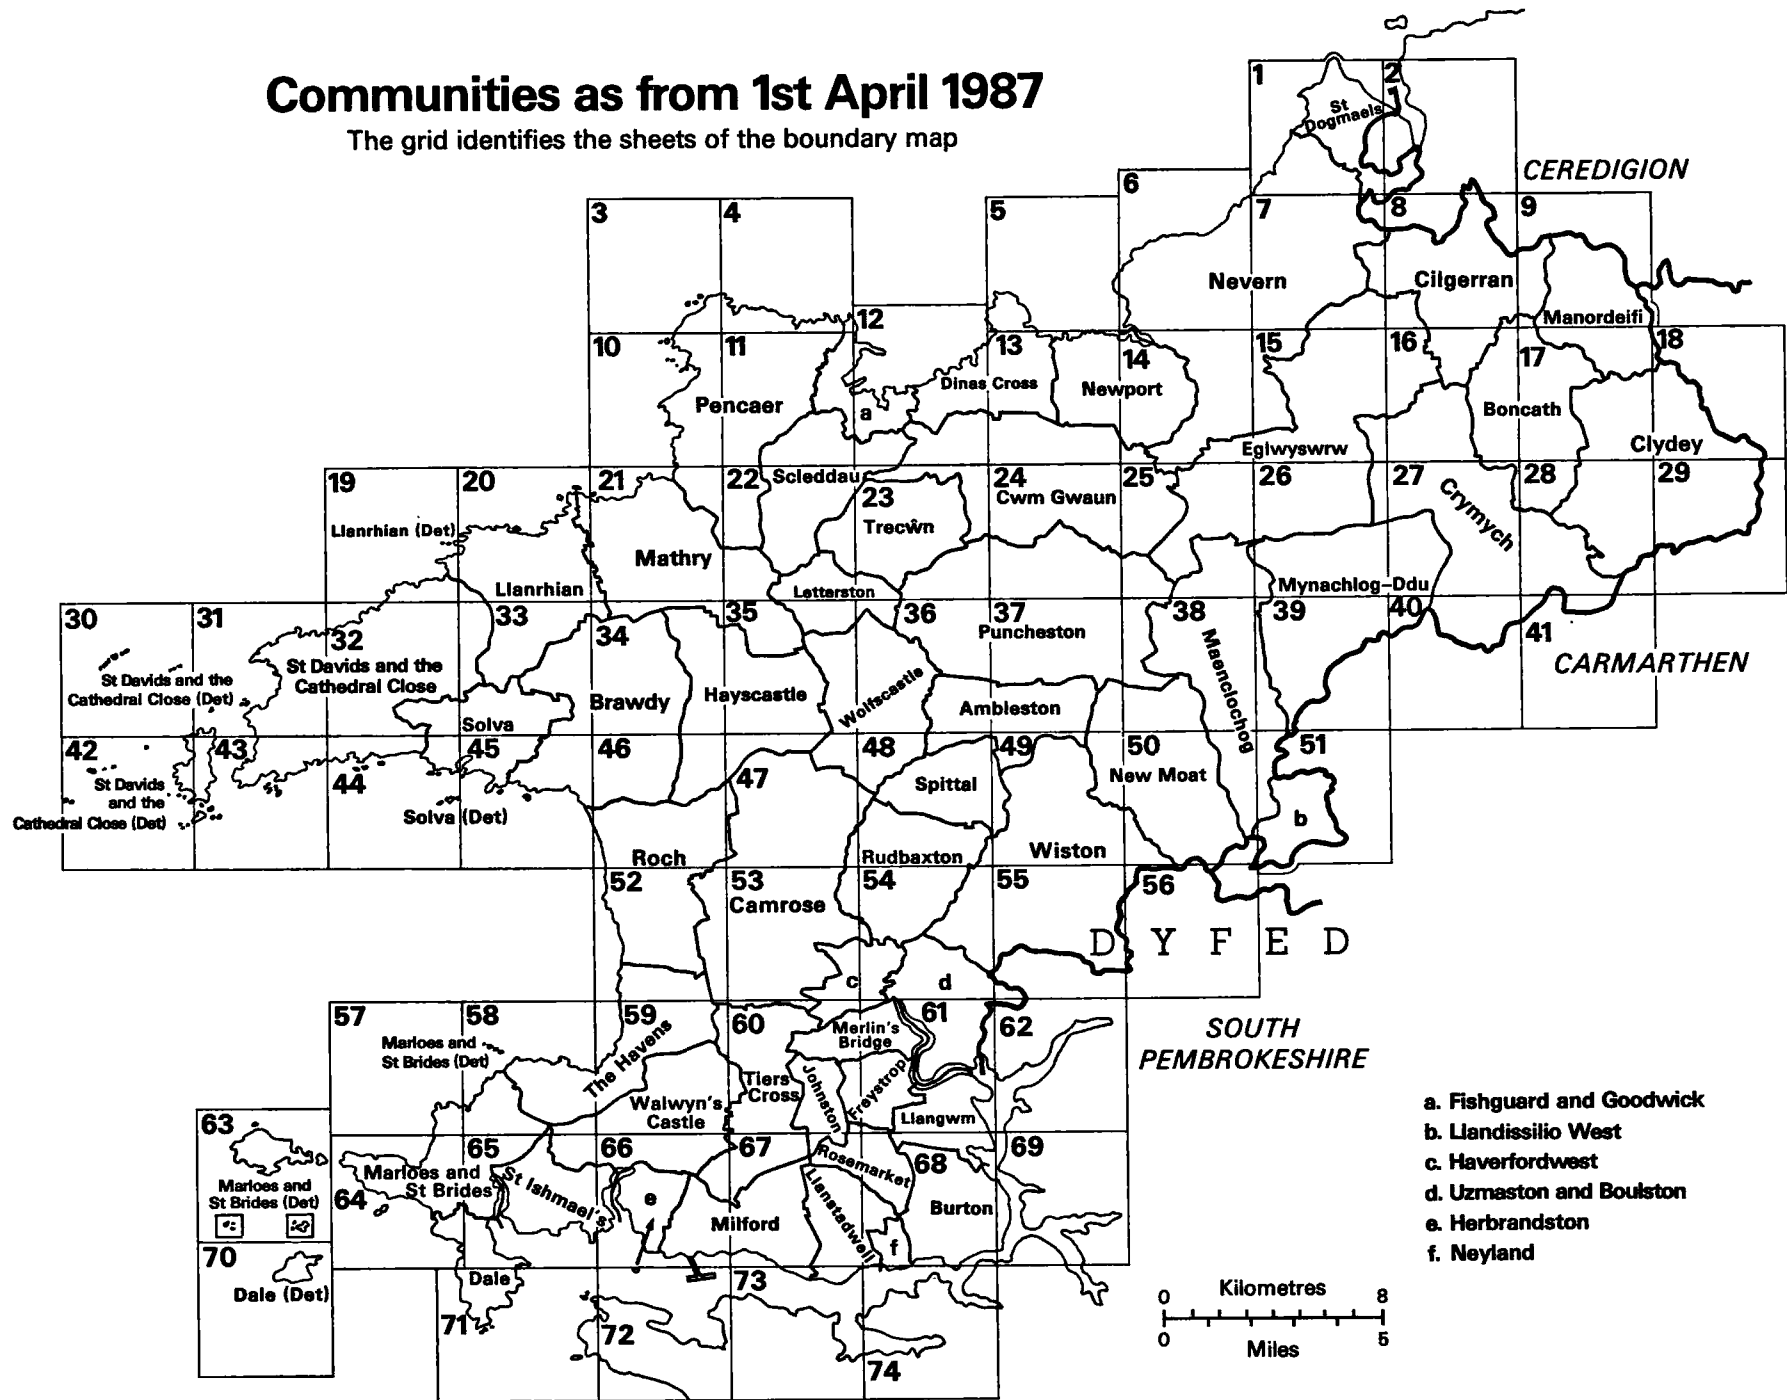 Communities as from 1st April 1987
The grid identifies the sheets of the boundary map
1
2
St
Dogmaels
CEREDIGION
6
3
4
5
7
8
9
Nevern
Cilgerran
Manordeifi
12
10
11
13
14
15
16
17
18
Pencaer
a
Dinas Cross
Newport
Boncath
Clydey
Eglwyswrw
19
20
21
22
Scleddau
23
24
25
26
27
28
29
Cwm Gwaun
Crymych
Llanrhian (Det)
Trecŵn
Mathry
Llanrhian
Letterston
Mynachlog-Ddu
30
31
32
33
34
35
36
37
38
39
40
41
Puncheston
St Davids and the
Cathedral Close (Det)
St Davids and the
Cathedral Close
Maenclochog
CARMARTHEN
Brawdy
Hayscastle
Wolfscastle
Ambleston
Solva
42
43
44
45
46
47
48
49
50
51
St Davids
and the
Cathedral Close (Det)
Solva (Det)
Spittal
New Moat
b
Roch
Rudbaxton
Wiston
52
53
54
55
56
Camrose
D Y F E D
c
d
57
58
59
60
61
62
Marloes and
St Brides (Det)
The Havens
Merlin's
Bridge
SOUTH
PEMBROKESHIRE
Tiers
Cross
Johnston
Freystrop
Walwyn's
Castle
Llangwm
63
64
65
66
67
68
69
Marloes and
St Brides (Det)
Marloes and
St Brides
St Ishmael's
e
Milford
Rosemarket
Llanstadwell
Burton
f
70
Dale (Det)
Dale
71
72
73
74
a. Fishguard and Goodwick
b. Llandissilio West
c. Haverfordwest
d. Uzmaston and Boulston
e. Herbrandston
f. Neyland
Kilometres
0 8
0 5
Miles